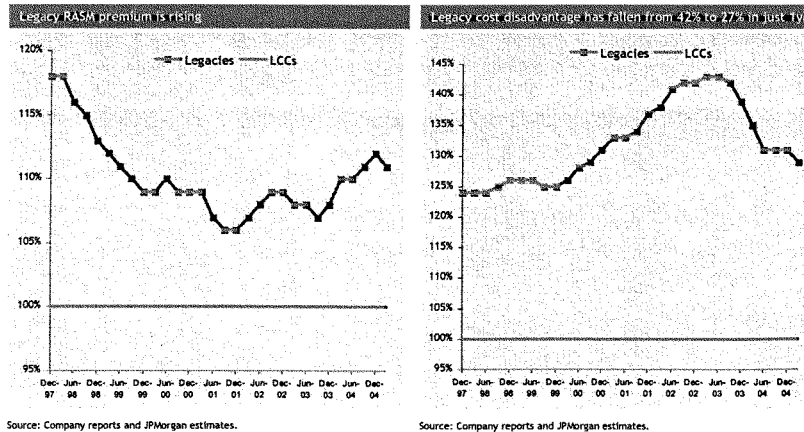 Legacy RASM premium is rising
120%
115%
110%
105%
100%
95%
Legacies
LCCs
Dec-97 Jun-98 Dec-98 Jun-99 Dec-99 Jun-00 Dec-00 Jun-01 Dec-01 Jun-02 Dec-02 Jun-03 Dec-03 Jun-04 Dec-04
Source: Company reports and JPMorgan estimates.
Legacy cost disadvantage has fallen from 42% to 27% in just
145%
140%
135%
130%
125%
120%
115%
110%
105%
100%
95%
Legacies
LCCs
Dec-97 Jun-98 Dec-98 Jun-99 Dec-99 Jun-00 Dec-00 Jun-01 Dec-01 Jun-02 Dec-02 Jun-03 Dec-03 Jun-04 Dec-04
Source: Company reports and JPMorgan estimates.